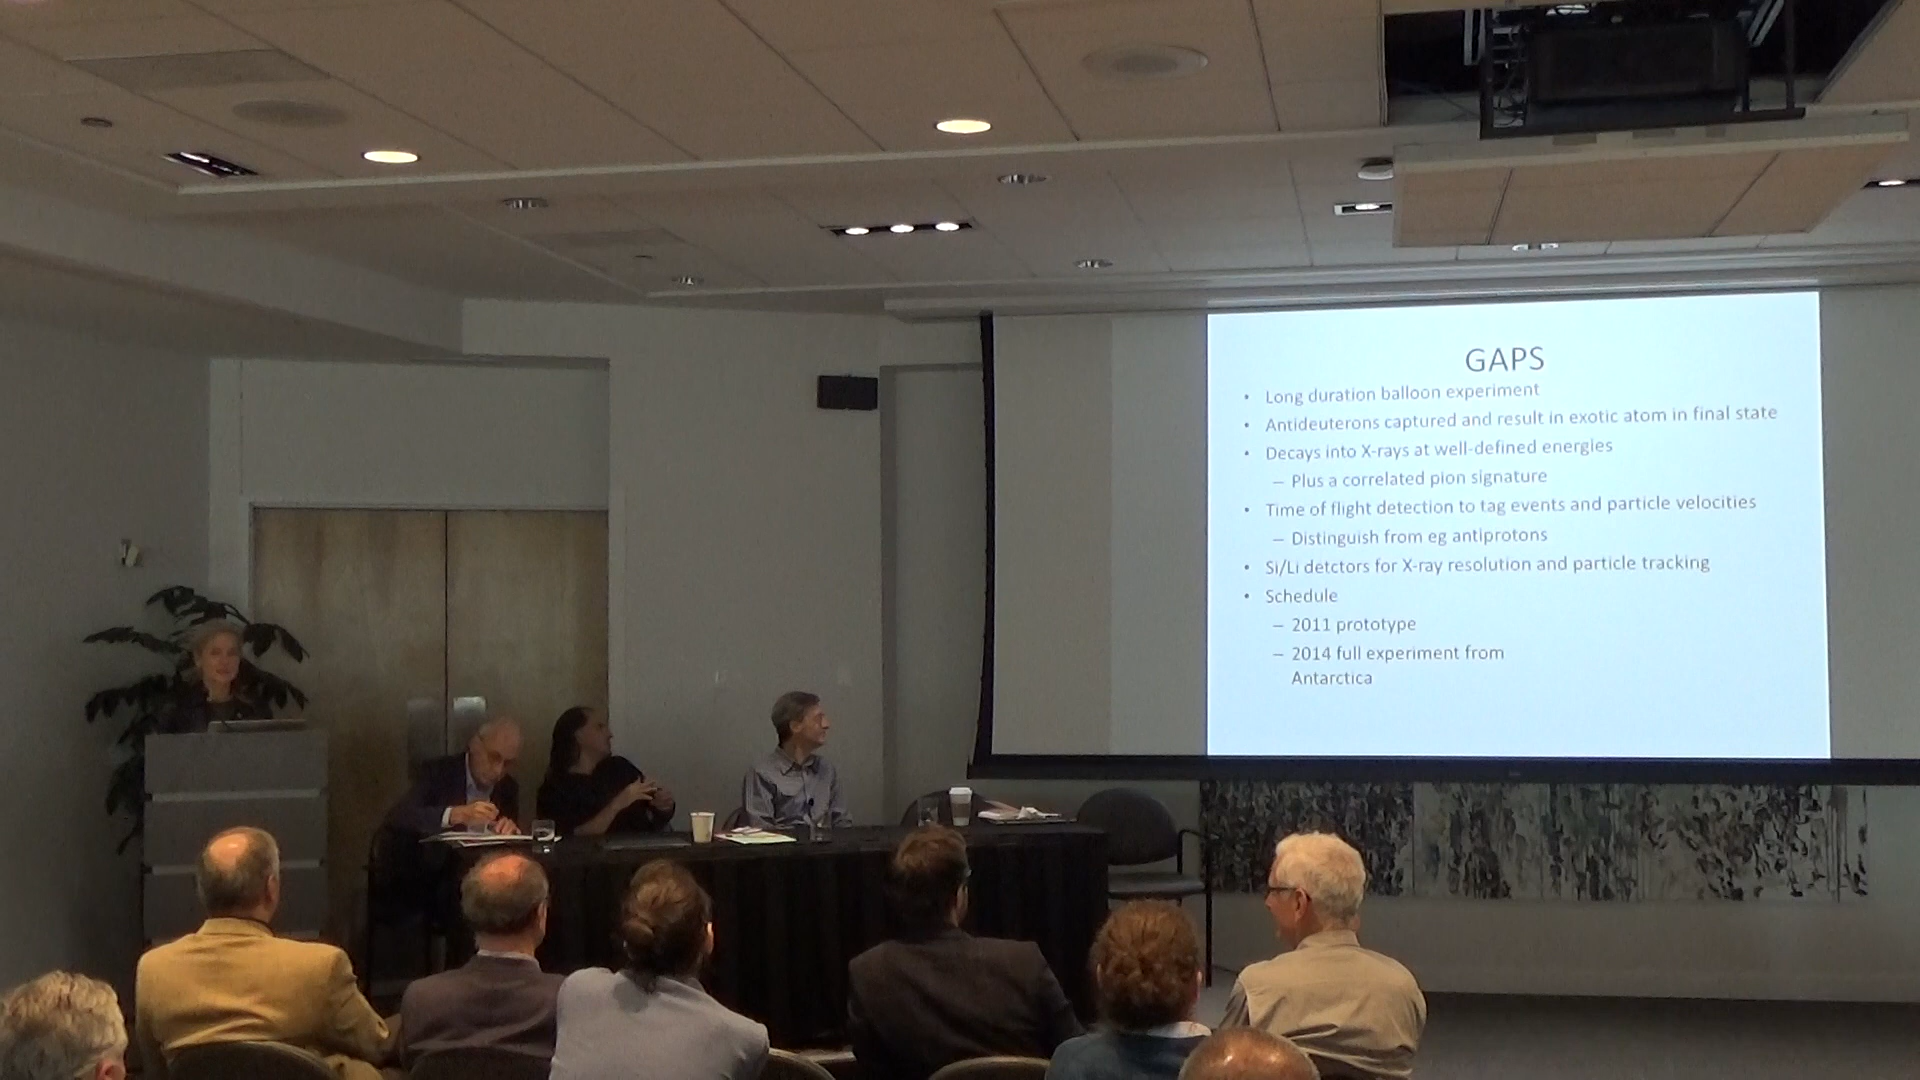 GAPS
• Long duration balloon experiment
• Antideuterons captured and result in exotic atom in final state
• Decays into X-rays at well-defined energies
– Plus a correlated pion signature
• Time of flight detection to tag events and particle velocities
– Distinguish from eg antiprotons
• Si/Li detctors for X-ray resolution and particle tracking
• Schedule
– 2011 prototype
– 2014 full experiment from
Antarctica